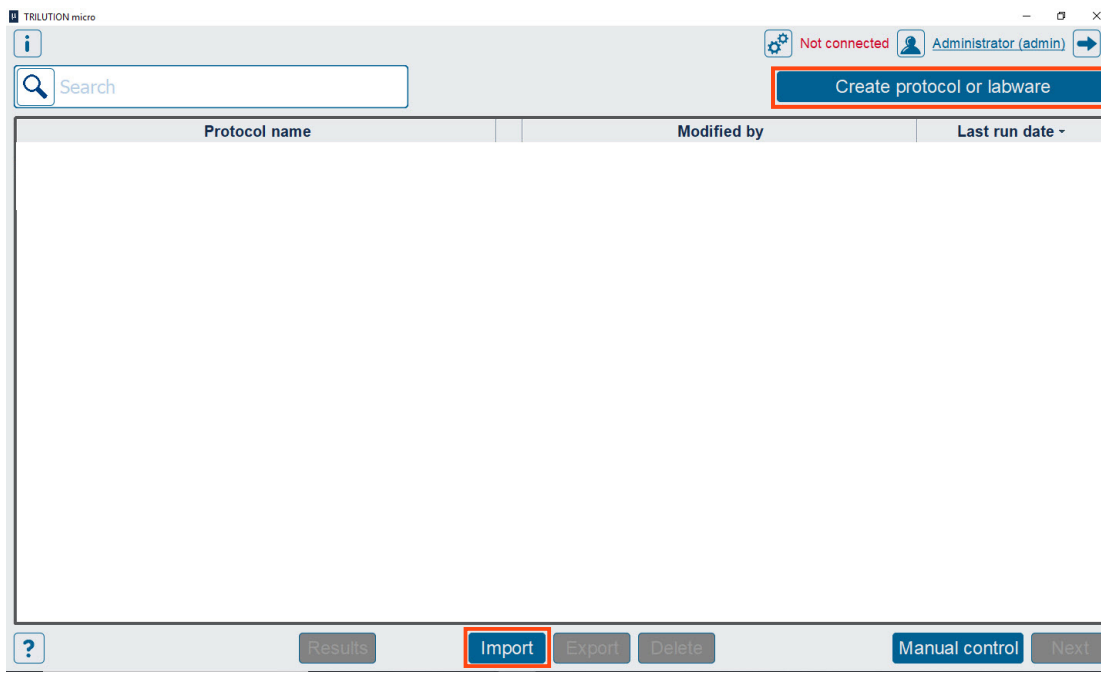 µ TRILUTION micro
i Not connected Administrator (admin)
Search Create protocol or labware
Protocol name Modified by Last run date
? Results Import Export Delete Manual control Next